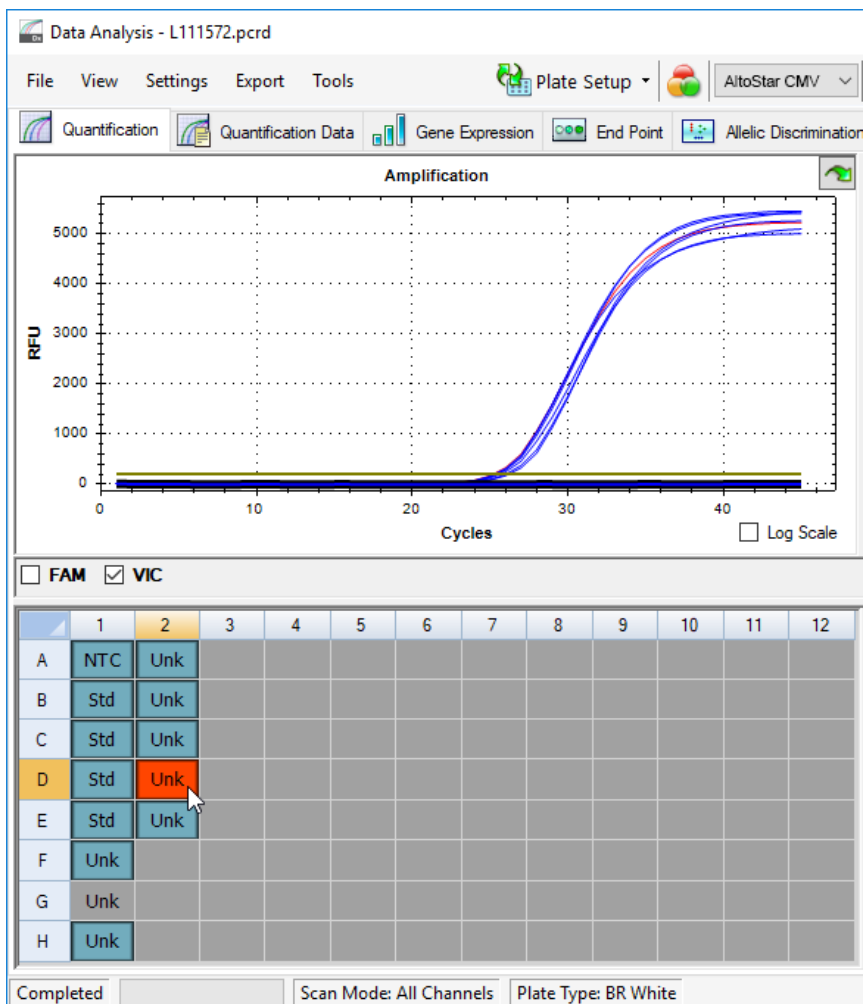 Data Analysis - L111572.pcrd
File View Settings Export Tools Plate Setup AltoStar CMV
Quantification Quantification Data Gene Expression End Point Allelic Discrimination
Amplification
5000
4000
3000
2000
1000
0
RFU
0 10 20 30 40
Cycles
Log Scale
FAM VIC
1 2 3 4 5 6 7 8 9 10 11 12
A NTC Unk
B Std Unk
C Std Unk
D Std Unk
E Std Unk
F Unk
G Unk
H Unk
Completed Scan Mode: All Channels Plate Type: BR White